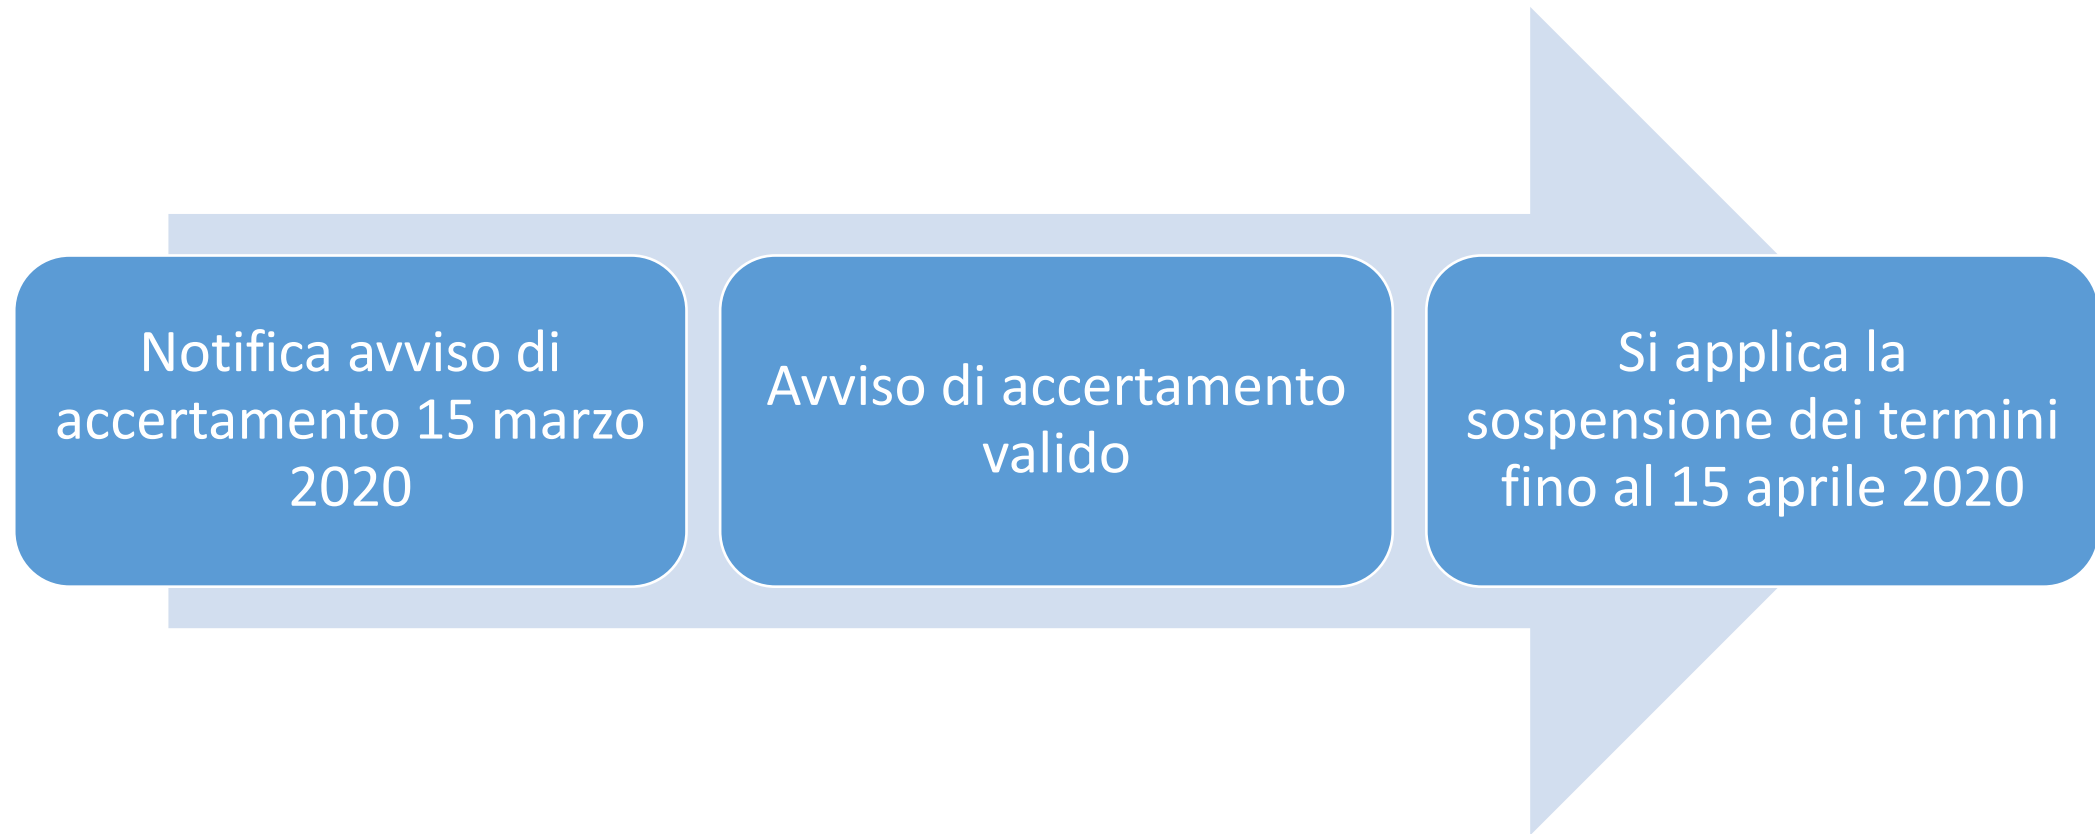 Notifica avviso di
accertamento 15 marzo
2020
Avviso di accertamento
valido
Si applica la
sospensione dei termini
fino al 15 aprile 2020